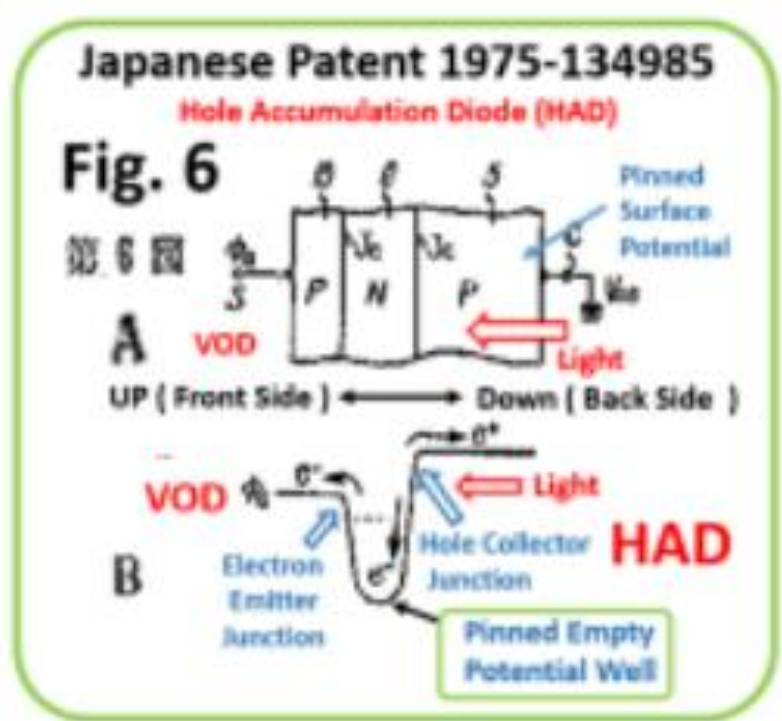 Japanese Patent 1975-134985
Hole Accumulation Diode (HAD)
Fig. 6
Pinned
Surface
Potential
P
N
P
S
A
VOD
Light
UP ( Front Side )
Down ( Back Side )
VOD
e-
e+
Light
HAD
B
Electron
Emitter
Junction
e-
Hole Collector
Junction
Pinned Empty
Potential Well